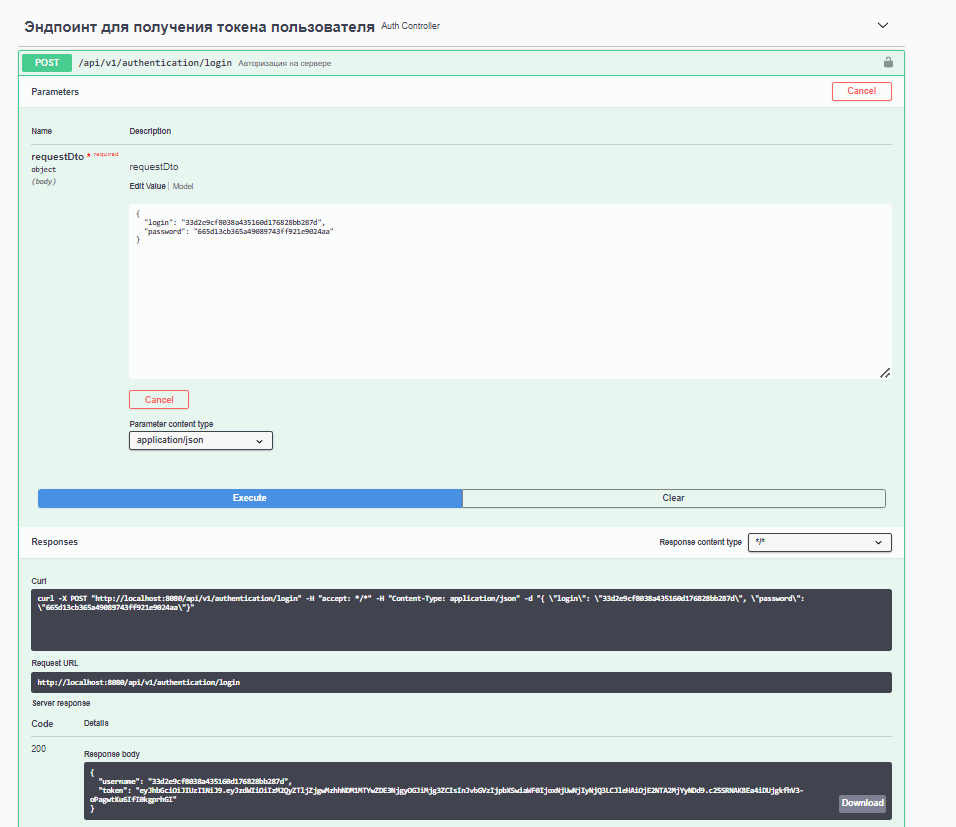 Эндпоинт для получения токена пользователя Auth Controller
POST /api/v1/authentication/login Авторизация на сервере
Parameters Cancel
Name Description
requestDto * required
object
(body)
requestDto
Edit Value | Model
{
"login": "33d2e9cf8038a435160d176828bb287d",
"password": "665d13cb365a49089743ff921e9024aa"
}
Cancel
Parameter content type
application/json
Execute Clear
Responses Response content type */*
Curl
curl -X POST "http://localhost:8080/api/v1/authentication/login" -H "accept: */*" -H "Content-Type: application/json" -d "{ \"login\": \"33d2e9cf8038a435160d176828bb287d\", \"password\":
\"665d13cb365a49089743ff921e9024aa\"}"
Request URL
http://localhost:8080/api/v1/authentication/login
Server response
Code Details
200
Response body
{
"username": "33d2e9cf8038a435160d176828bb287d",
"token":
}
Download